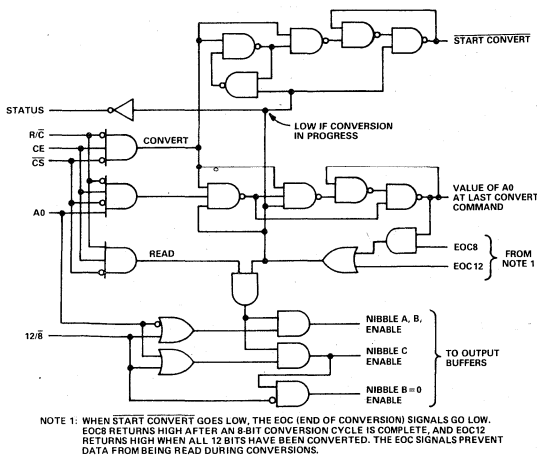 START CONVERT
STATUS
LOW IF CONVERSION
IN PROGRESS
R/C
CE
CS
CONVERT
VALUE OF A0
AT LAST CONVERT
COMMAND
A0
READ
EOC8
EOC12
FROM
NOTE 1
12/8
NIBBLE A, B,
ENABLE
NIBBLE C
ENABLE
NIBBLE B = 0
ENABLE
TO OUTPUT
BUFFERS
NOTE 1: WHEN START CONVERT GOES LOW, THE EOC (END OF CONVERSION) SIGNALS GO LOW.
EOC8 RETURNS HIGH AFTER AN 8-BIT CONVERSION CYCLE IS COMPLETE, AND EOC12
RETURNS HIGH WHEN ALL 12 BITS HAVE BEEN CONVERTED. THE EOC SIGNALS PREVENT
DATA FROM BEING READ DURING CONVERSIONS.